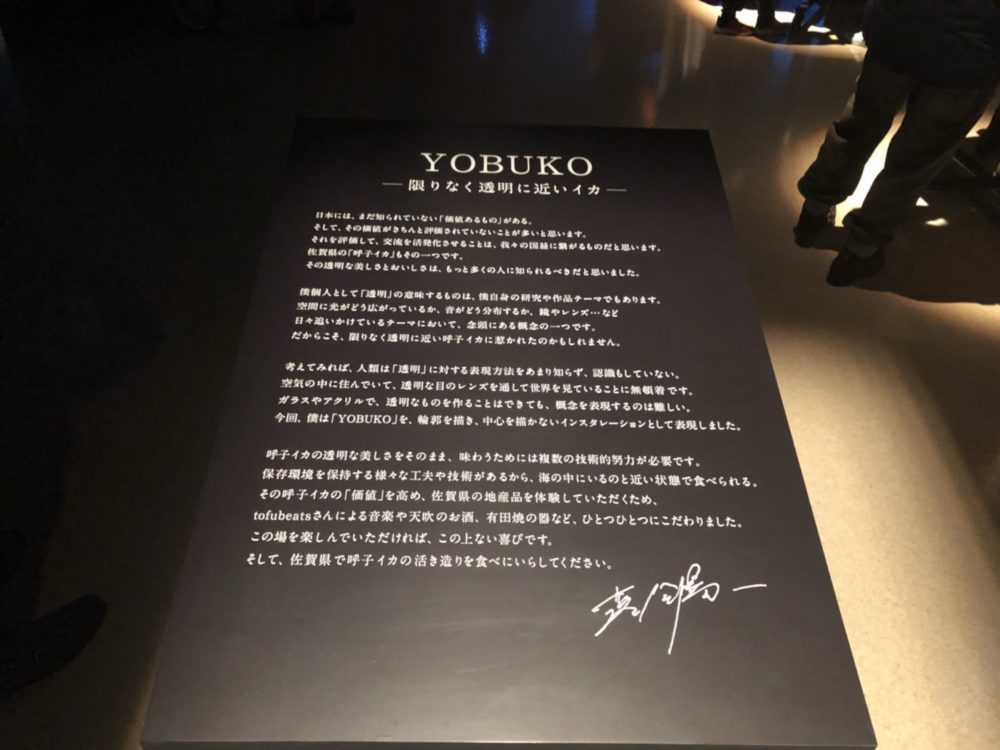 YOBUKO
― 限りなく透明に近いイカ ―
日本には、まだ知られていない「価値あるもの」がある。
そして、その価値がきちんと評価されていないことが多いと思います。
それを評価して、交流を活発化させることは、我々の国益に繋がるものだと思います。
佐賀県の「呼子イカ」もその一つです。
その透明な美しさとおいしさは、もっと多くの人に知られるべきだと思いました。
僕個人として「透明」の意味するものは、僕自身の研究や作品テーマでもあります。
空間に光がどう広がっているか、音がどう分布するか、鏡やレンズ…など
日々追いかけているテーマにおいて、念頭にある概念の一つです。
だからこそ、限りなく透明に近い呼子イカに惹かれたのかもしれません。
考えてみれば、人類は「透明」に対する表現方法をあまり知らず、認識もしていない。
空気の中に住んでいて、透明な目のレンズを通して世界を見ていることに無頓着です。
ガラスやアクリルで、透明なものを作ることはできても、概念を表現するのは難しい。
今回、僕は「YOBUKO」を、輪郭を描き、中心を描かないインスタレーションとして表現しました。
呼子イカの透明な美しさをそのまま、味わうためには複数の技術的努力が必要です。
保存環境を保持する様々な工夫や技術があるから、海の中にいるのと近い状態で食べられる。
その呼子イカの「価値」を高め、佐賀県の地産品を体験していただくため、
tofubeatsさんによる音楽や天吹のお酒、有田焼の器など、ひとつひとつにこだわりました。
この場を楽しんでいただければ、この上ない喜びです。
そして、佐賀県で呼子イカの活き造りを食べにいらしてください。